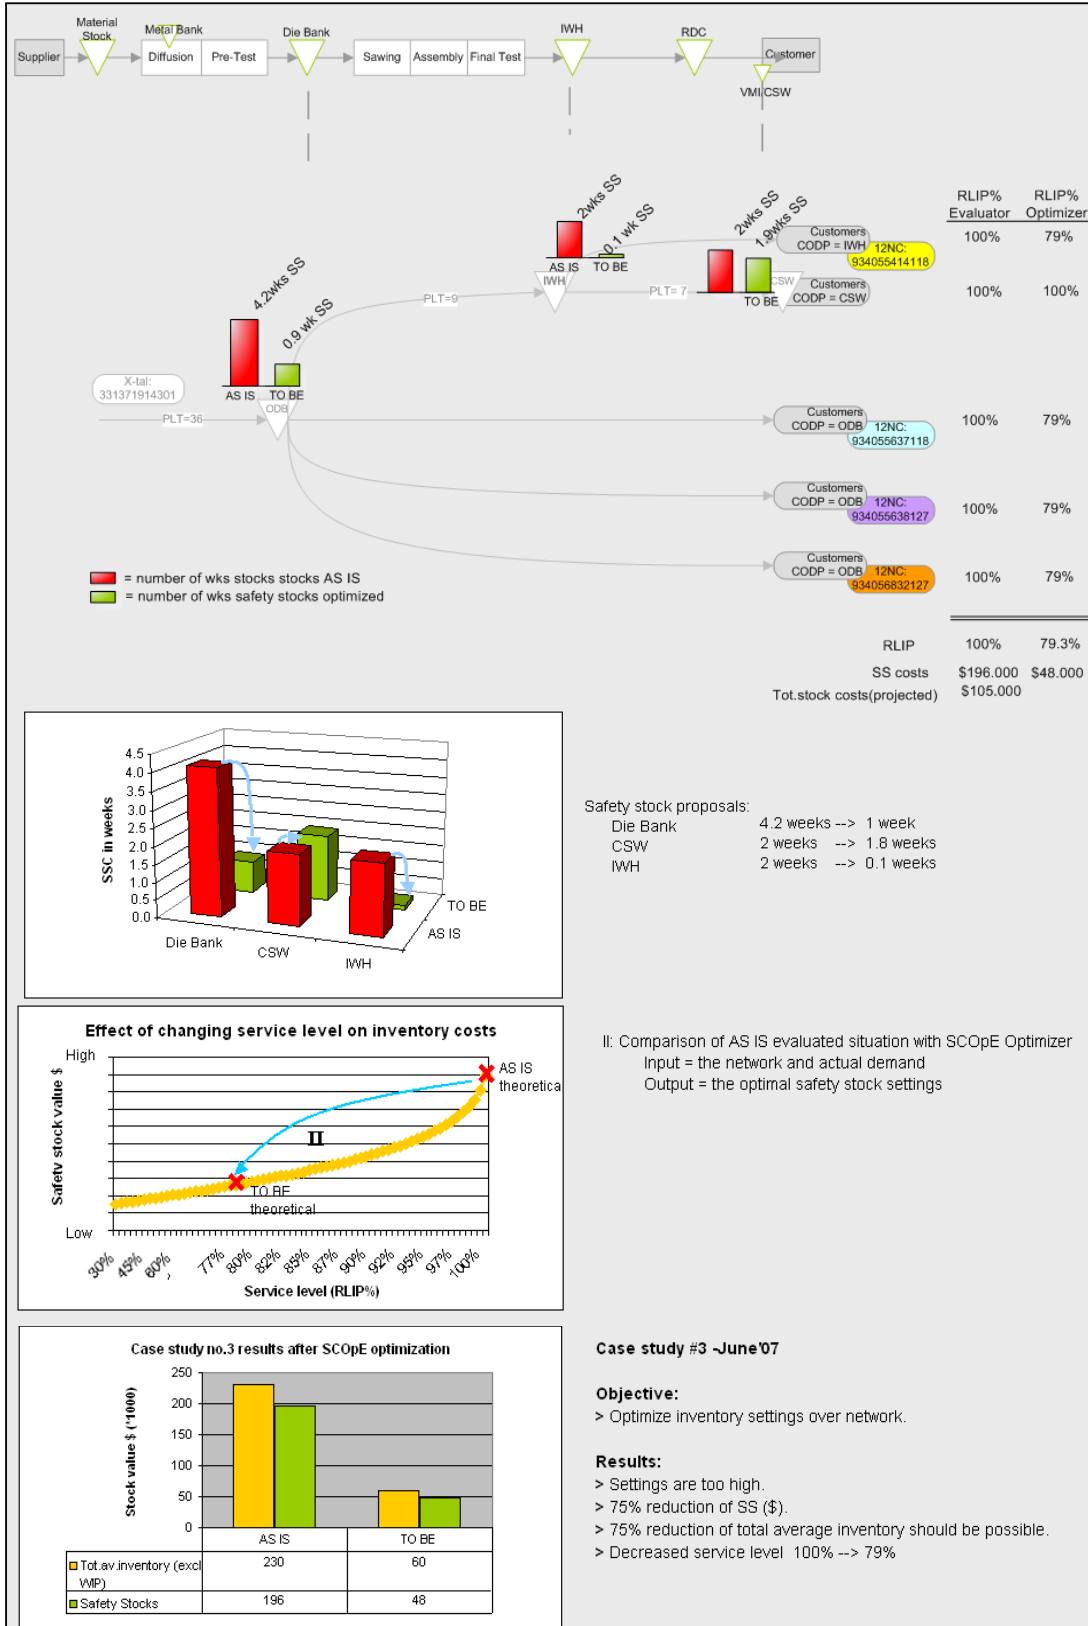 Material
Stock
Metal Bank
Die Bank
IWH
RDC
Supplier
Diffusion
Pre-Test
Sawing
Assembly
Final Test
Customer
VMI/CSW
RLIP%
Evaluator
RLIP%
Optimizer
2wks SS
0.1 wk SS
2wks SS
1.9wks SS
Customers
CODP = IWH
12NC:
934055414118
100%
79%
AS IS
TO BE
IWH
CSW
TO BE
Customers
CODP = CSW
100%
100%
PLT=9
PLT= 7
4.2wks SS
0.9 wk SS
X-tal:
331371914301
AS IS
TO BE
ODB
PLT=36
Customers
CODP = ODB
12NC:
934055637118
100%
79%
Customers
CODP = ODB
12NC:
934055638127
100%
79%
Customers
CODP = ODB
12NC:
934056832127
100%
79%
= number of wks stocks stocks AS IS
= number of wks safety stocks optimized
RLIP 100% 79.3%
SS costs $196.000 $48.000
Tot.stock costs(projected) $105.000
SSC in weeks
4.5
4.0
3.5
3.0
2.5
2.0
1.5
1.0
0.5
0.0
Die Bank
CSW
IWH
AS IS
TO BE
Safety stock proposals:
Die Bank 4.2 weeks --> 1 week
CSW 2 weeks --> 1.8 weeks
IWH 2 weeks --> 0.1 weeks
Effect of changing service level on inventory costs
Safety stock value $
High
Low
AS IS
theoretica
II
TO BE
theoretical
30%
45%
60%
77%
80%
82%
85%
87%
90%
92%
95%
97%
100%
Service level (RLIP%)
II: Comparison of AS IS evaluated situation with SCOpE Optimizer
Input = the network and actual demand
Output = the optimal safety stock settings
Case study no.3 results after SCOpE optimization
Stock value $ (*1000)
250
200
150
100
50
0
AS IS
TO BE
Tot.av.inventory (excl
WIP)
230
60
Safety Stocks
196
48
Case study #3 -June'07
Objective:
> Optimize inventory settings over network.
Results:
> Settings are too high.
> 75% reduction of SS ($).
> 75% reduction of total average inventory should be possible.
> Decreased service level 100% --> 79%